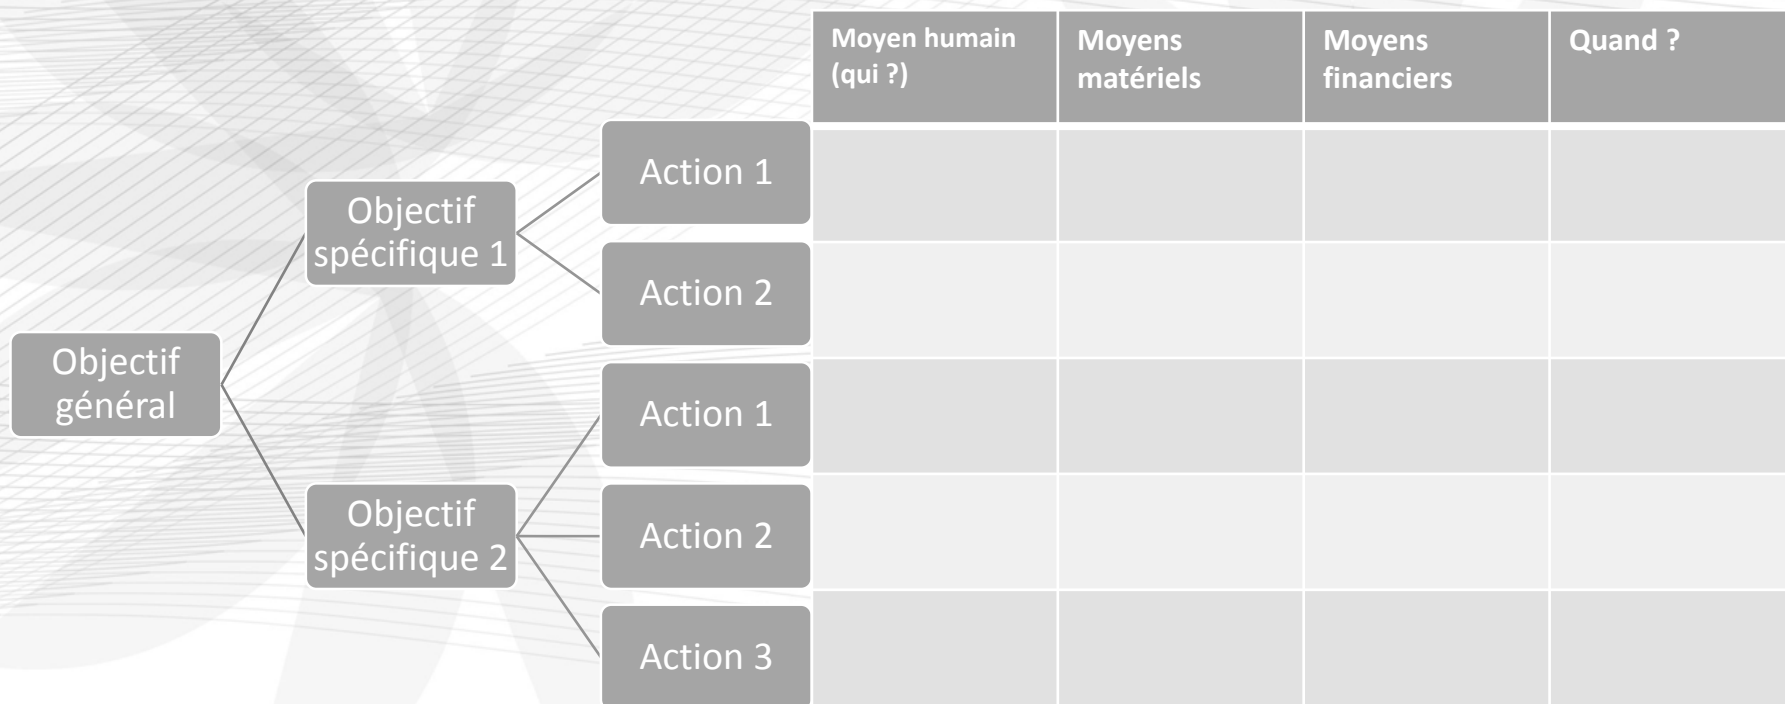 Moyen humain
(qui ?)
Moyens
matériels
Moyens
financiers
Quand ?
Action 1
Objectif
spécifique 1
Action 2
Objectif
général
Action 1
Objectif
spécifique 2
Action 2
Action 3